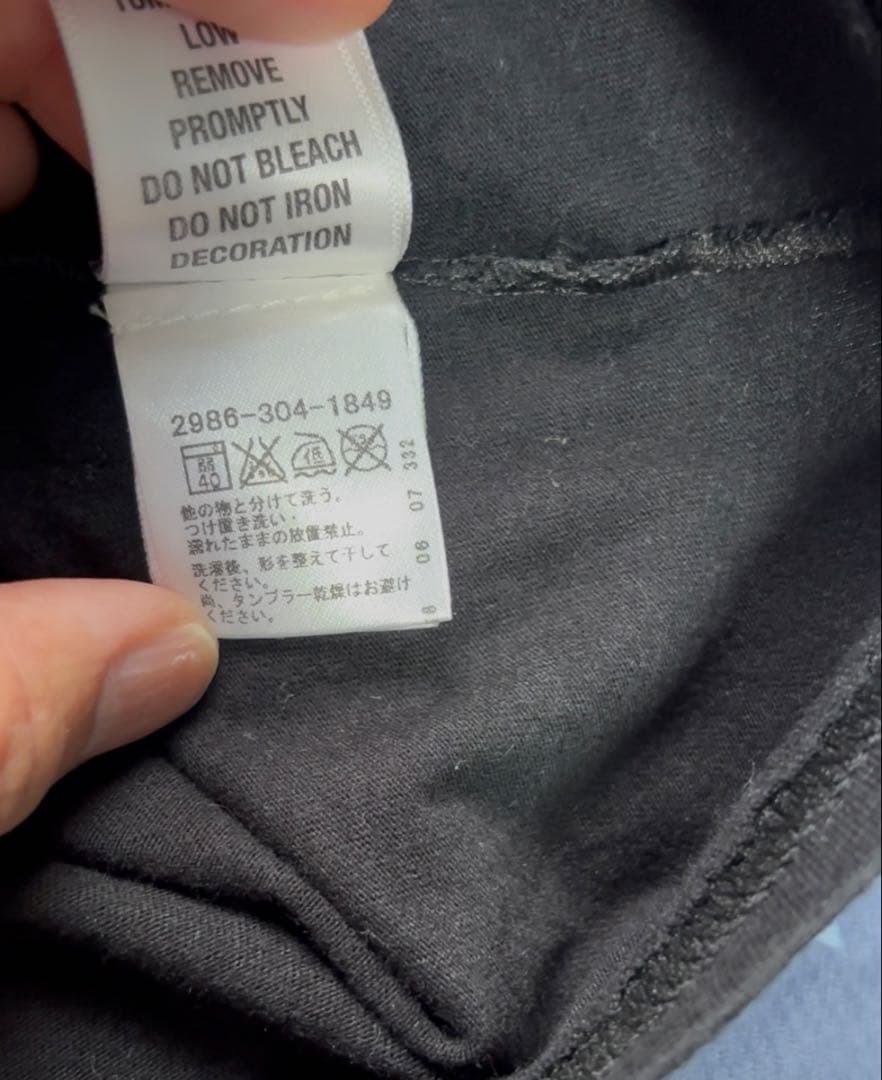 LOW
REMOVE
PROMPTLY
DO NOT BLEACH
DO NOT IRON
DECORATION
2986-304-1849
弱
40
低
他の物と分けて洗う。
つけ置き洗い・
濡れたままの放置禁止。
洗濯後、形を整えて干して
ください。
尚、タンブラー乾燥はお避け
ください。
06 07 332